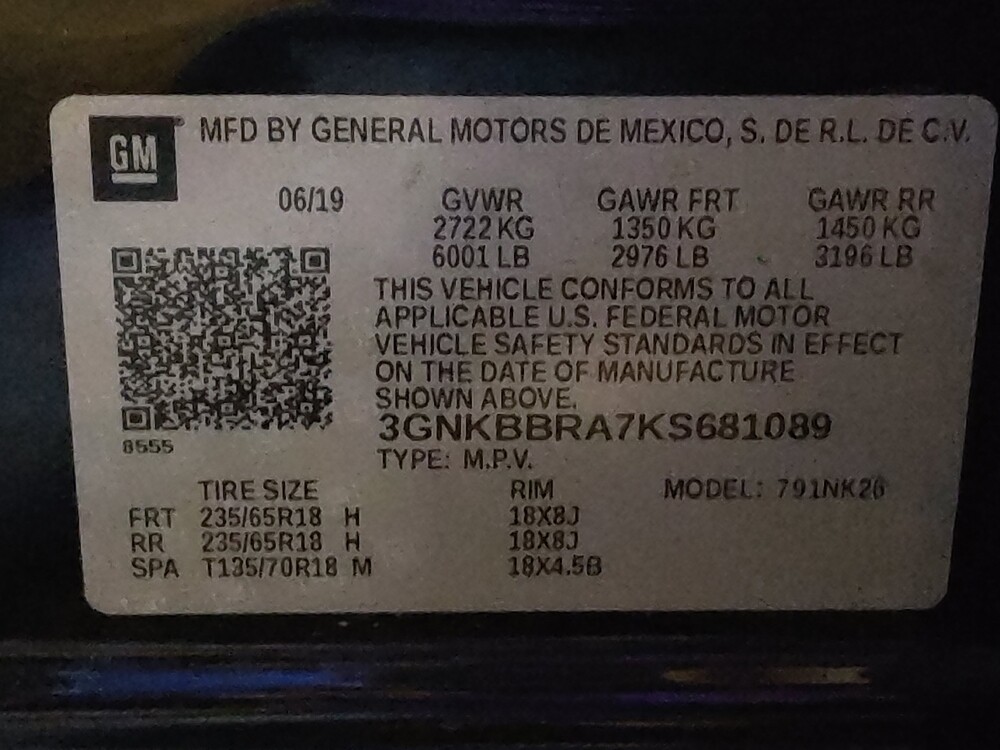 GM MFD BY GENERAL MOTORS DE MEXICO, S. DE R.L. DE C.V.
06/19 GVWR GAWR FRT GAWR RR
2722 KG 1350 KG 1450 KG
6001 LB 2976 LB 3196 LB
THIS VEHICLE CONFORMS TO ALL
APPLICABLE U.S. FEDERAL MOTOR
VEHICLE SAFETY STANDARDS IN EFFECT
ON THE DATE OF MANUFACTURE
SHOWN ABOVE.
3GNKBBRA7KS681089
8555
TYPE: M.P.V.
TIRE SIZE RIM MODEL: 791NK26
FRT 235/65R18 H 18X8J
RR 235/65R18 H 18X8J
SPA T135/70R18 M 18X4.5B